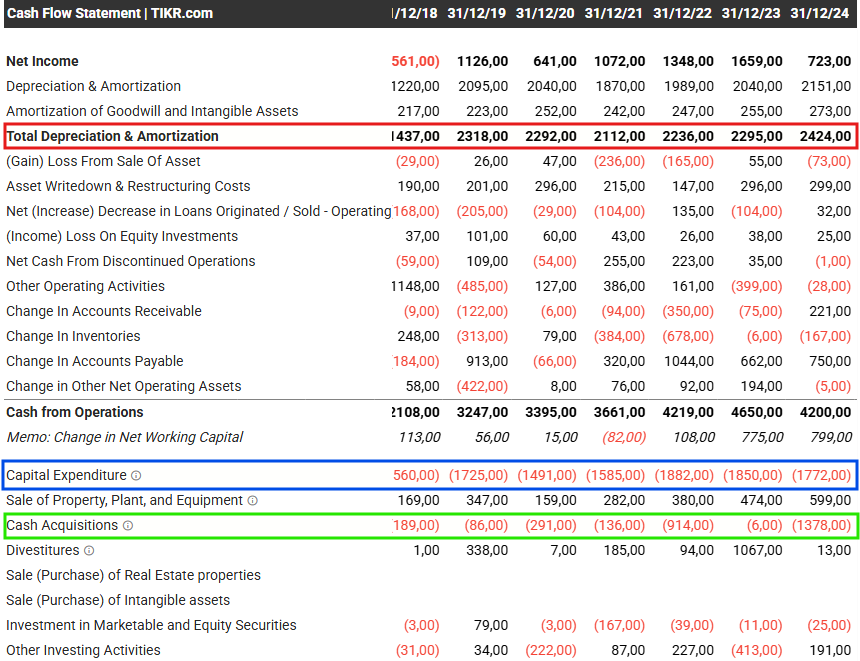 Cash Flow Statement | TIKR.com /12/18 31/12/19 31/12/20 31/12/21 31/12/22 31/12/23 31/12/24
Net Income 561,00) 1126,00 641,00 1072,00 1348,00 1659,00 723,00
Depreciation & Amortization 1220,00 2095,00 2040,00 1870,00 1989,00 2040,00 2151,00
Amortization of Goodwill and Intangible Assets 217,00 223,00 252,00 242,00 247,00 255,00 273,00
Total Depreciation & Amortization 1437,00 2318,00 2292,00 2112,00 2236,00 2295,00 2424,00
(Gain) Loss From Sale Of Asset (29,00) 26,00 47,00 (236,00) (165,00) 55,00 (73,00)
Asset Writedown & Restructuring Costs 190,00 201,00 296,00 215,00 147,00 296,00 299,00
Net (Increase) Decrease in Loans Originated / Sold - Operating 168,00) (205,00) (29,00) (104,00) 135,00 (104,00) 32,00
(Income) Loss On Equity Investments 37,00 101,00 60,00 43,00 26,00 38,00 25,00
Net Cash From Discontinued Operations (59,00) 109,00 (54,00) 255,00 223,00 35,00 (1,00)
Other Operating Activities 1148,00 (485,00) 127,00 386,00 161,00 (399,00) (28,00)
Change In Accounts Receivable (9,00) (122,00) (6,00) (94,00) (350,00) (75,00) 221,00
Change In Inventories 248,00 (313,00) 79,00 (384,00) (678,00) (6,00) (167,00)
Change In Accounts Payable 184,00) 913,00 (66,00) 320,00 1044,00 662,00 750,00
Change in Other Net Operating Assets 58,00 (422,00) 8,00 76,00 92,00 194,00 (5,00)
Cash from Operations 2108,00 3247,00 3395,00 3661,00 4219,00 4650,00 4200,00
Memo: Change in Net Working Capital 113,00 56,00 15,00 (82,00) 108,00 775,00 799,00
Capital Expenditure 560,00) (1725,00) (1491,00) (1585,00) (1882,00) (1850,00) (1772,00)
Sale of Property, Plant, and Equipment 169,00 347,00 159,00 282,00 380,00 474,00 599,00
Cash Acquisitions 189,00) (86,00) (291,00) (136,00) (914,00) (6,00) (1378,00)
Divestitures 1,00 338,00 7,00 185,00 94,00 1067,00 13,00
Sale (Purchase) of Real Estate properties
Sale (Purchase) of Intangible assets
Investment in Marketable and Equity Securities (3,00) 79,00 (3,00) (167,00) (39,00) (11,00) (25,00)
Other Investing Activities (31,00) 34,00 (222,00) 87,00 227,00 (413,00) 191,00